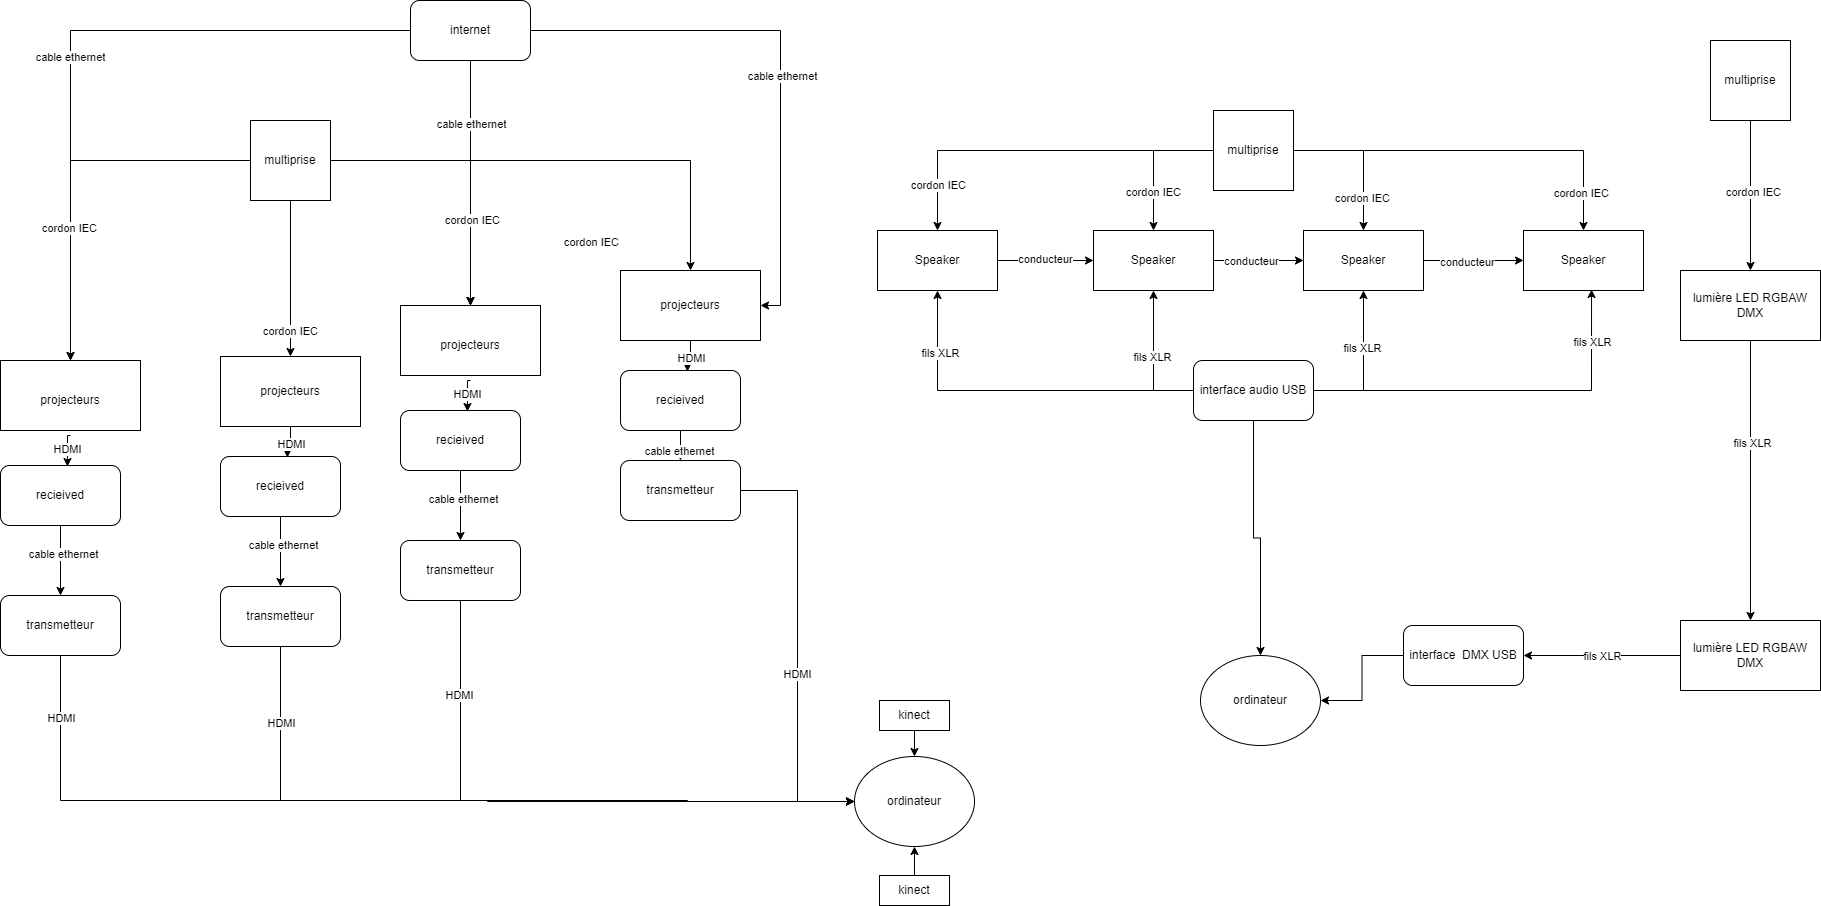 internet
cable ethernet
cable ethernet
cable ethernet
multiprise
cordon IEC
cordon IEC
cordon IEC
cordon IEC
projecteurs
projecteurs
projecteurs
projecteurs
HDMI
HDMI
HDMI
HDMI
recieived
recieived
recieived
recieived
cable ethernet
cable ethernet
cable ethernet
cable ethernet
transmetteur
transmetteur
transmetteur
transmetteur
HDMI
HDMI
HDMI
HDMI
kinect
ordinateur
kinect
multiprise
cordon IEC
cordon IEC
cordon IEC
cordon IEC
Speaker
conducteur
Speaker
conducteur
Speaker
conducteur
Speaker
fils XLR
fils XLR
fils XLR
fils XLR
interface audio USB
ordinateur
multiprise
cordon IEC
lumière LED RGBAW
DMX
fils XLR
lumière LED RGBAW
DMX
fils XLR
interface  DMX USB